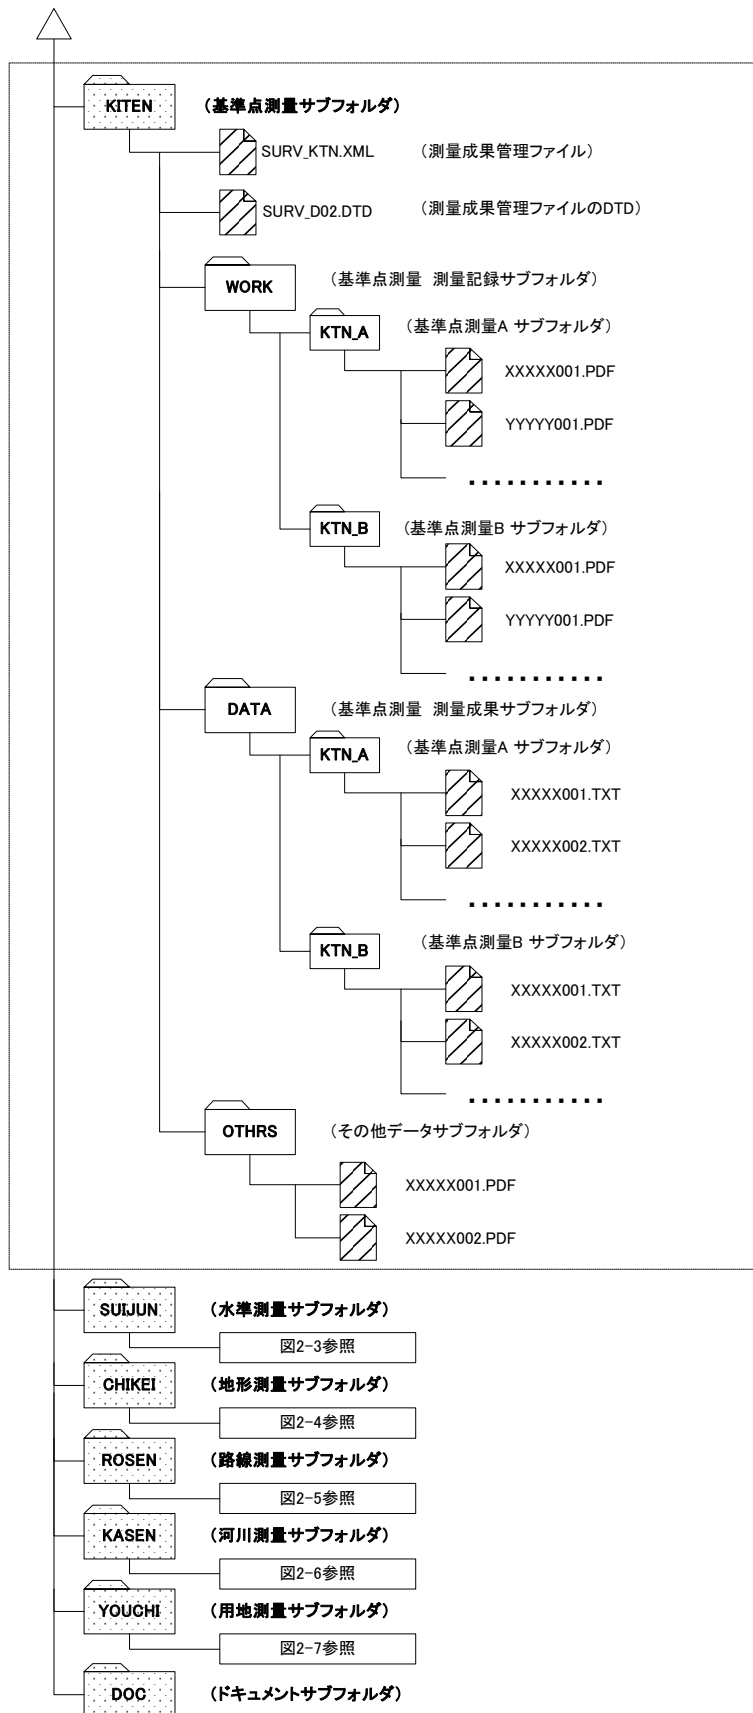 KITEN (基準点測量サブフォルダ)
SURV_KTN.XML (測量成果管理ファイル)
SURV_D02.DTD (測量成果管理ファイルのDTD)
WORK (基準点測量 測量記録サブフォルダ)
KTN_A (基準点測量A サブフォルダ)
XXXXX001.PDF
YYYYY001.PDF
...........
KTN_B (基準点測量B サブフォルダ)
XXXXX001.PDF
YYYYY001.PDF
...........
DATA (基準点測量 測量成果サブフォルダ)
KTN_A (基準点測量A サブフォルダ)
XXXXX001.TXT
XXXXX002.TXT
...........
KTN_B (基準点測量B サブフォルダ)
XXXXX001.TXT
XXXXX002.TXT
...........
OTHRS (その他データサブフォルダ)
XXXXX001.PDF
XXXXX002.PDF
SUIJUN (水準測量サブフォルダ)
図2-3参照
CHIKEI (地形測量サブフォルダ)
図2-4参照
ROSEN (路線測量サブフォルダ)
図2-5参照
KASEN (河川測量サブフォルダ)
図2-6参照
YOUCHI (用地測量サブフォルダ)
図2-7参照
DOC (ドキュメントサブフォルダ)